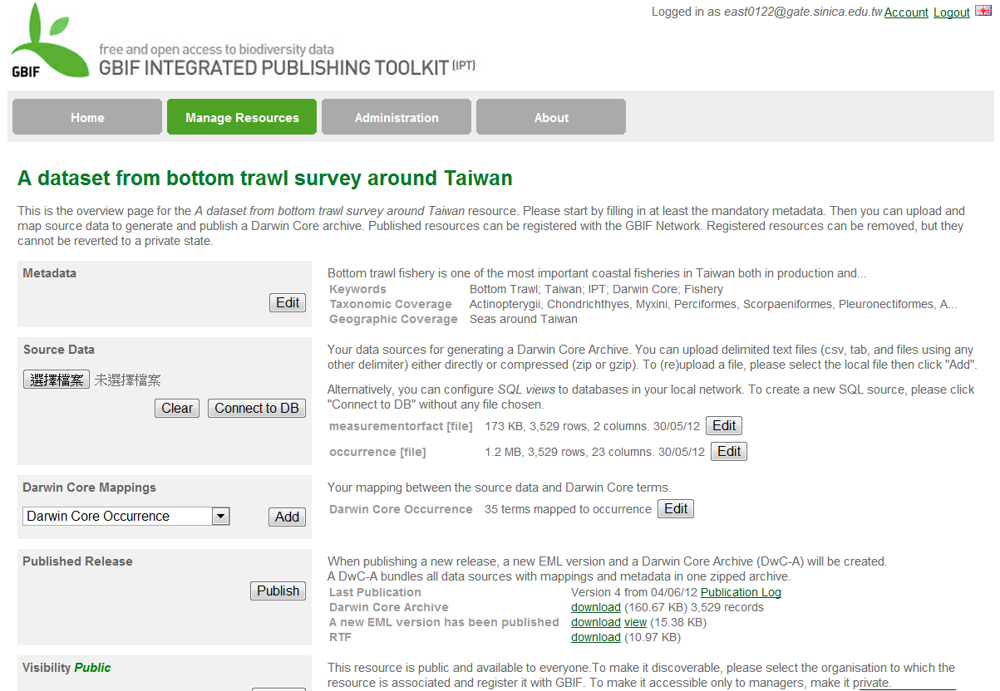 Logged in as east0122@gate.sinica.edu.tw Account Logout
GBIF
free and open access to biodiversity data
GBIF INTEGRATED PUBLISHING TOOLKIT (IPT)
Home Manage Resources Administration About
A dataset from bottom trawl survey around Taiwan
This is the overview page for the A dataset from bottom trawl survey around Taiwan resource. Please start by filling in at least the mandatory metadata. Then you can upload and
map source data to generate and publish a Darwin Core archive. Published resources can be registered with the GBIF Network. Registered resources can be removed, but they
cannot be reverted to a private state.
Metadata
Edit
Bottom trawl fishery is one of the most important coastal fisheries in Taiwan both in production and...
Keywords Bottom Trawl; Taiwan; IPT; Darwin Core; Fishery
Taxonomic Coverage Actinopterygii, Chondrichthyes, Myxini, Perciformes, Scorpaeniformes, Pleuronectiformes, A...
Geographic Coverage Seas around Taiwan
Source Data
選擇檔案 未選擇檔案
Clear Connect to DB
Your data sources for generating a Darwin Core Archive. You can upload delimited text files (csv, tab, and files using any
other delimiter) either directly or compressed (zip or gzip). To (re)upload a file, please select the local file then click "Add".
Alternatively, you can configure SQL views to databases in your local network. To create a new SQL source, please click
"Connect to DB" without any file chosen.
measurementorfact [file] 173 KB, 3,529 rows, 2 columns. 30/05/12 Edit
occurrence [file] 1.2 MB, 3,529 rows, 23 columns. 30/05/12 Edit
Darwin Core Mappings
Darwin Core Occurrence Add
Your mapping between the source data and Darwin Core terms.
Darwin Core Occurrence 35 terms mapped to occurrence Edit
Published Release
Publish
When publishing a new release, a new EML version and a Darwin Core Archive (DwC-A) will be created.
A DwC-A bundles all data sources with mappings and metadata in one zipped archive.
Last Publication Version 4 from 04/06/12 Publication Log
Darwin Core Archive download (160.67 KB) 3,529 records
A new EML version has been published download view (15.38 KB)
RTF download (10.97 KB)
Visibility Public
This resource is public and available to everyone.To make it discoverable, please select the organisation to which the
resource is associated and register it with GBIF. To make it accessible only to managers, make it private.